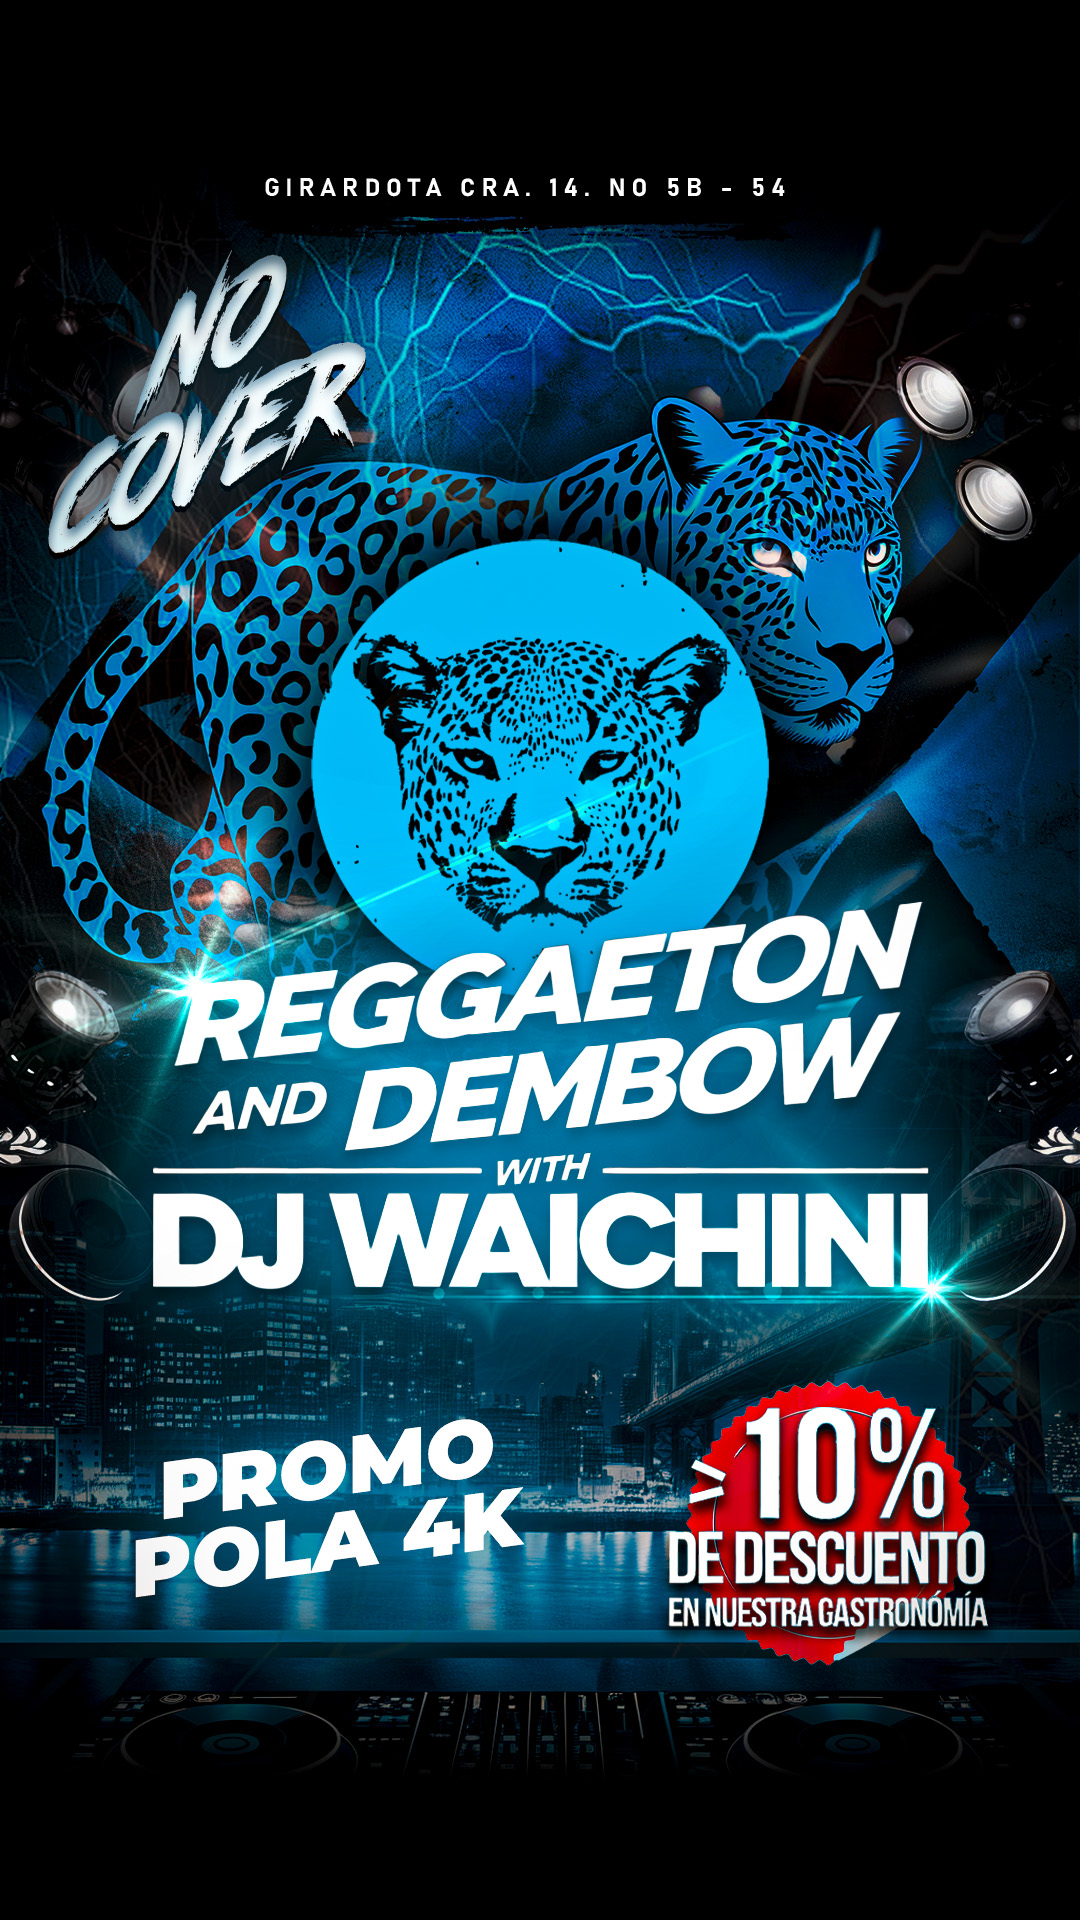 GIRARDOTA CRA. 14. NO 5B - 54
NO
COVER
REGGAETON
AND DEMBOW
WITH
DJ WAICHINI
PROMO
POLA 4K
10%
DE DESCUENTO
EN NUESTRA GASTRONÓMÍA